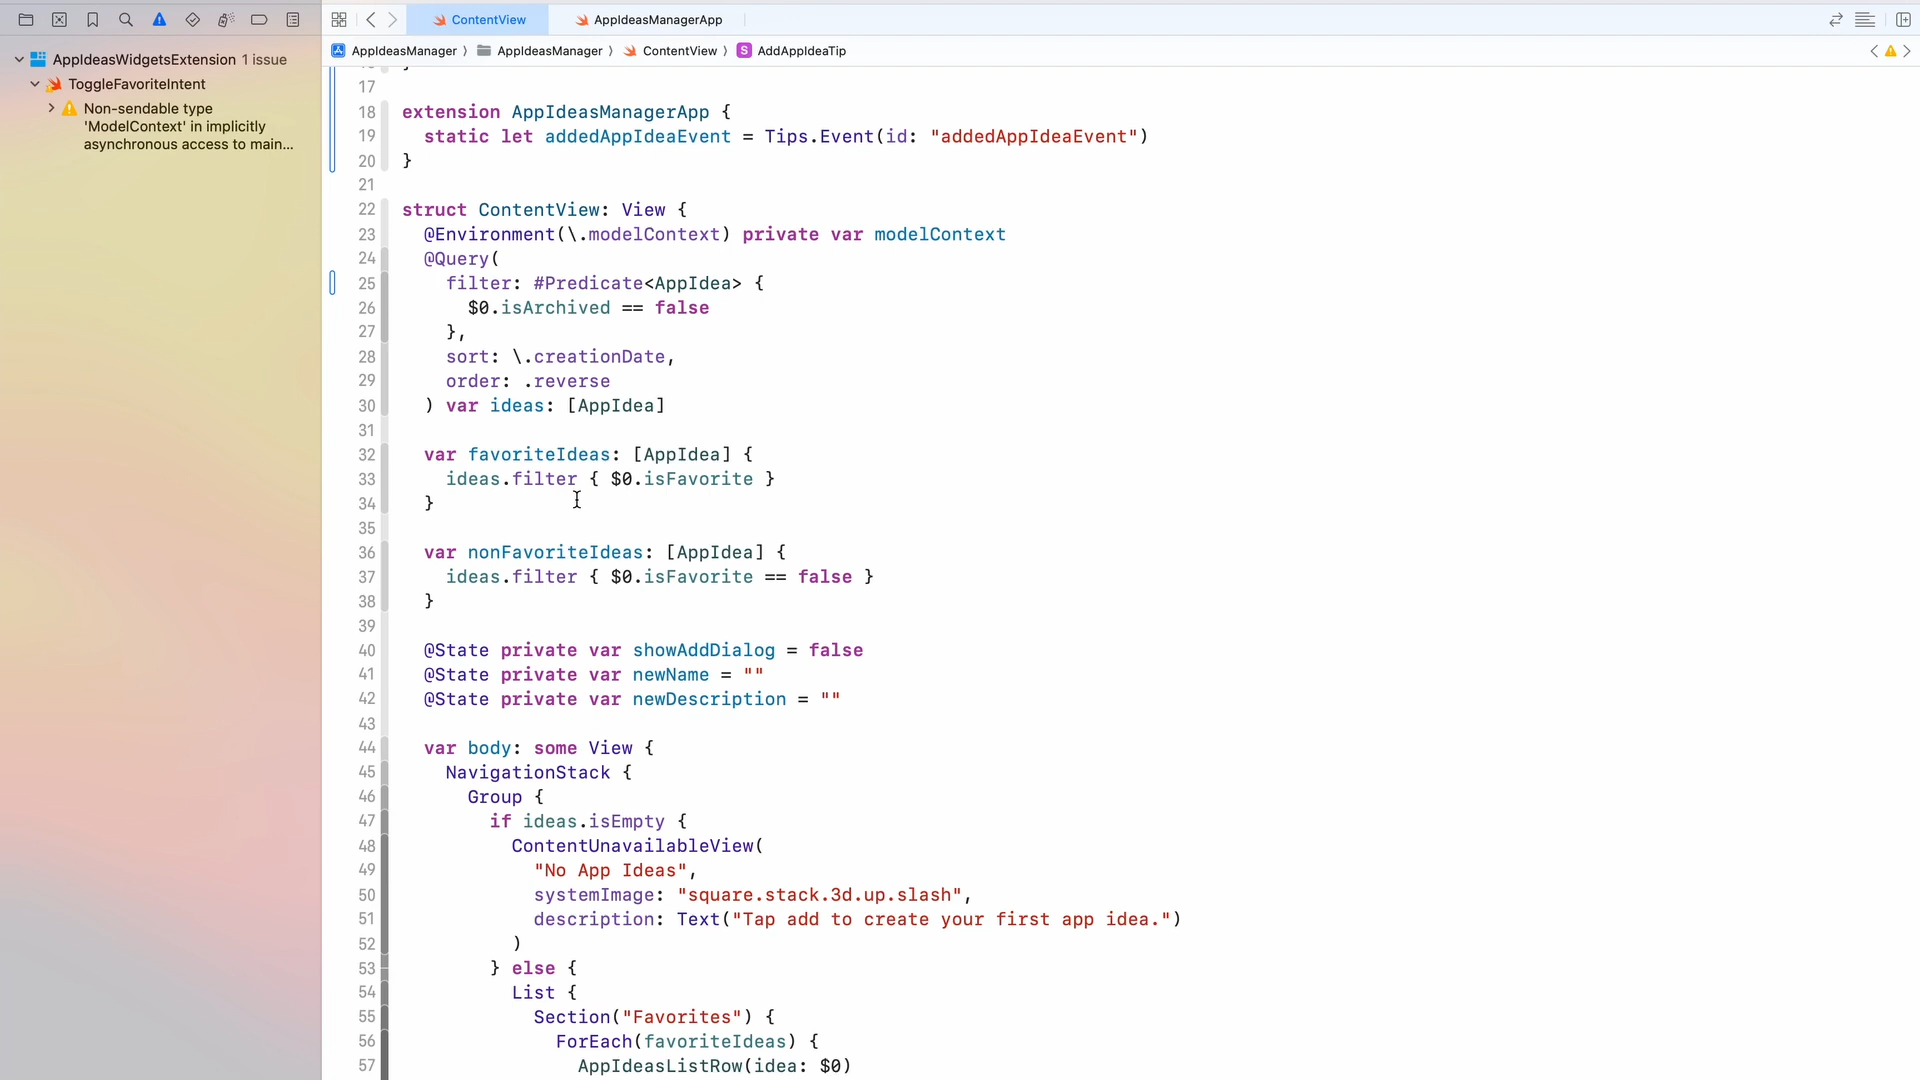 ContentView
AppIdeasManagerApp
AppIdeasManager
AppIdeasManager
ContentView
S
AddAppIdeaTip
AppIdeasWidgetsExtension 1 issue
ToggleFavoriteIntent
Non-sendable type
'ModelContext' in implicitly
asynchronous access to main...
17
18 extension AppIdeasManagerApp {
19 static let addedAppIdeaEvent = Tips.Event(id: "addedAppIdeaEvent")
20 }
21
22 struct ContentView: View {
23 @Environment(\.modelContext) private var modelContext
24 @Query(
25 filter: #Predicate<AppIdea> {
26 $0.isArchived == false
27 },
28 sort: \.creationDate,
29 order: .reverse
30 ) var ideas: [AppIdea]
31
32 var favoriteIdeas: [AppIdea] {
33 ideas.filter { $0.isFavorite }
34 }
35
36 var nonFavoriteIdeas: [AppIdea] {
37 ideas.filter { $0.isFavorite == false }
38 }
39
40 @State private var showAddDialog = false
41 @State private var newName = ""
42 @State private var newDescription = ""
43
44 var body: some View {
45 NavigationStack {
46 Group {
47 if ideas.isEmpty {
48 ContentUnavailableView(
49 "No App Ideas",
50 systemImage: "square.stack.3d.up.slash",
51 description: Text("Tap add to create your first app idea.")
52 )
53 } else {
54 List {
55 Section("Favorites") {
56 ForEach(favoriteIdeas) {
57 AppIdeasListRow(idea: $0)